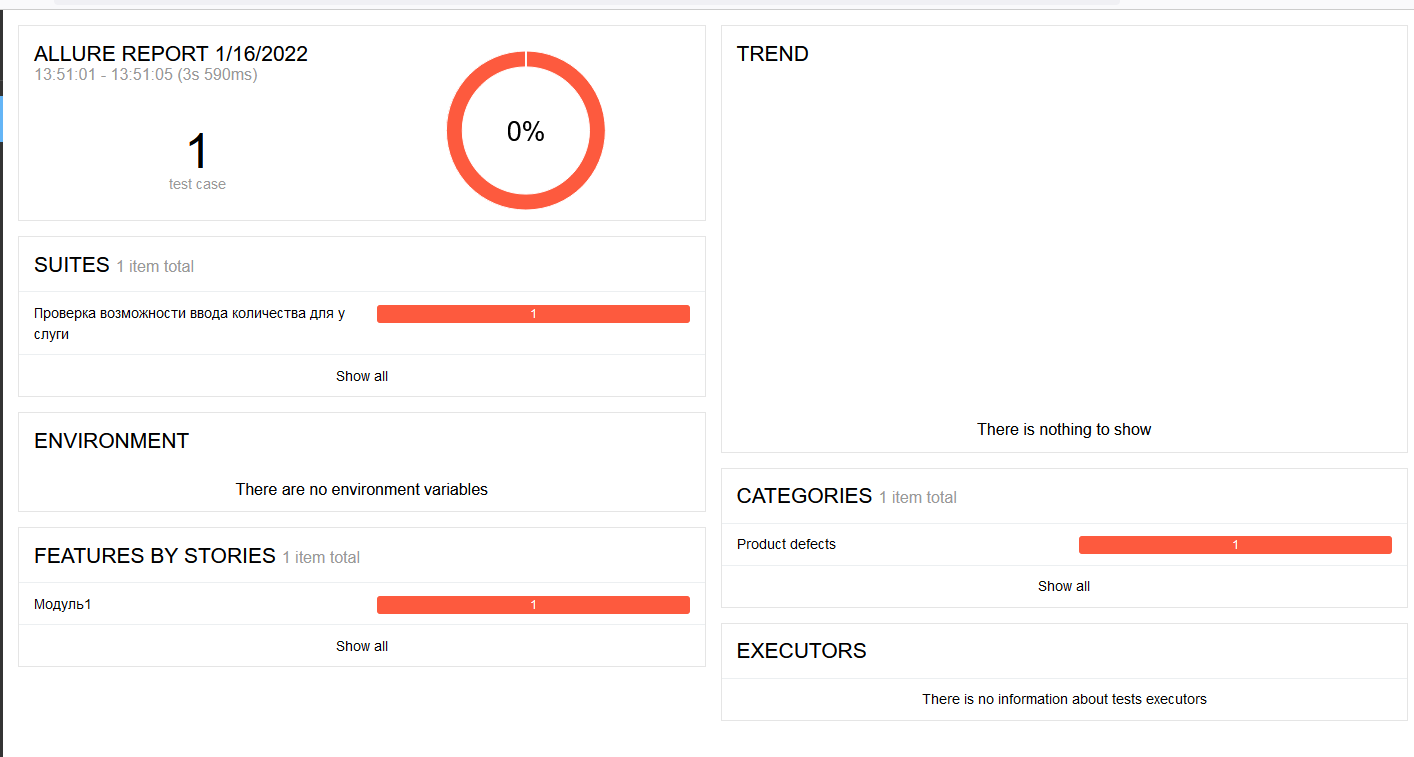 ALLURE REPORT 1/16/2022
13:51:01 - 13:51:05 (3s 590ms)
1
test case
0%
SUITES 1 item total
Проверка возможности ввода количества для у
слуги
1
Show all
ENVIRONMENT
There are no environment variables
FEATURES BY STORIES 1 item total
Модуль1
1
Show all
TREND
There is nothing to show
CATEGORIES 1 item total
Product defects
1
Show all
EXECUTORS
There is no information about tests executors